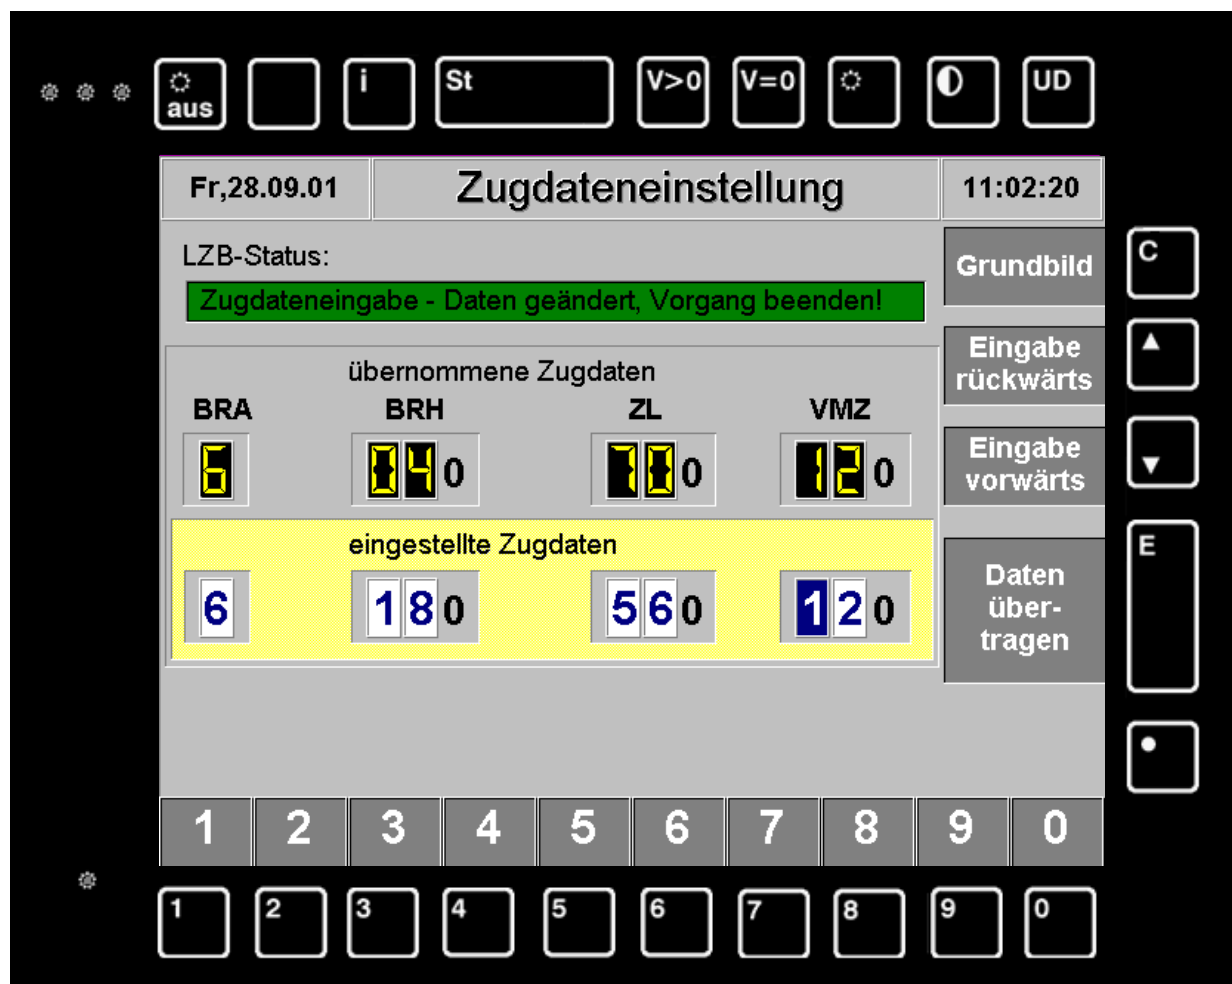 aus i St V>0 V=0 UD
Fr,28.09.01 Zugdateneinstellung 11:02:20
LZB-Status:
Zugdateneingabe - Daten geändert, Vorgang beenden!
übernommene Zugdaten
BRA BRH ZL VMZ
6 040 700 120
eingestellte Zugdaten
6 180 560 120
Grundbild
C
Eingabe
rückwärts
Eingabe
vorwärts
Daten
über-
tragen
E
1 2 3 4 5 6 7 8 9 0
1 2 3 4 5 6 7 8 9 0